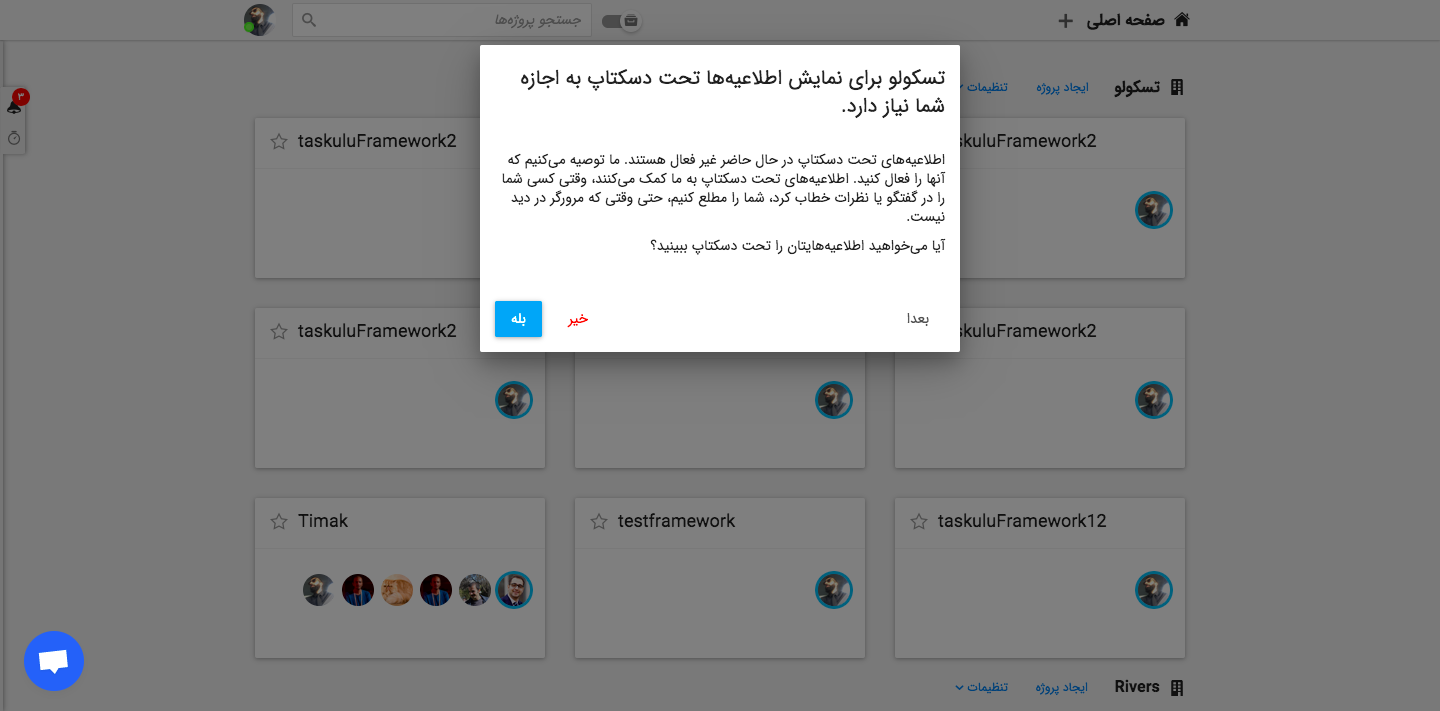 صفحه اصلی
جستجو پروژه‌ها
۳
تسکولو
ایجاد پروژه
تنظیمات
تسکولو برای نمایش اطلاعیه‌ها تحت دسکتاپ به اجازه
شما نیاز دارد.
اطلاعیه‌های تحت دسکتاپ در حال حاضر غیر فعال هستند. ما توصیه می‌کنیم که
آنها را فعال کنید. اطلاعیه‌های تحت دسکتاپ به ما کمک می‌کنند، وقتی کسی شما
را در گفتگو یا نظرات خطاب کرد، شما را مطلع کنیم، حتی وقتی که مرورگر در دید
نیست.
آیا می‌خواهید اطلاعیه‌هایتان را تحت دسکتاپ ببینید؟
بعدا
خیر
بله
taskuluFramework2
taskuluFramework2
taskuluFramework2
taskuluFramework2
taskuluFramework12
testframework
Timak
Rivers
ایجاد پروژه
تنظیمات